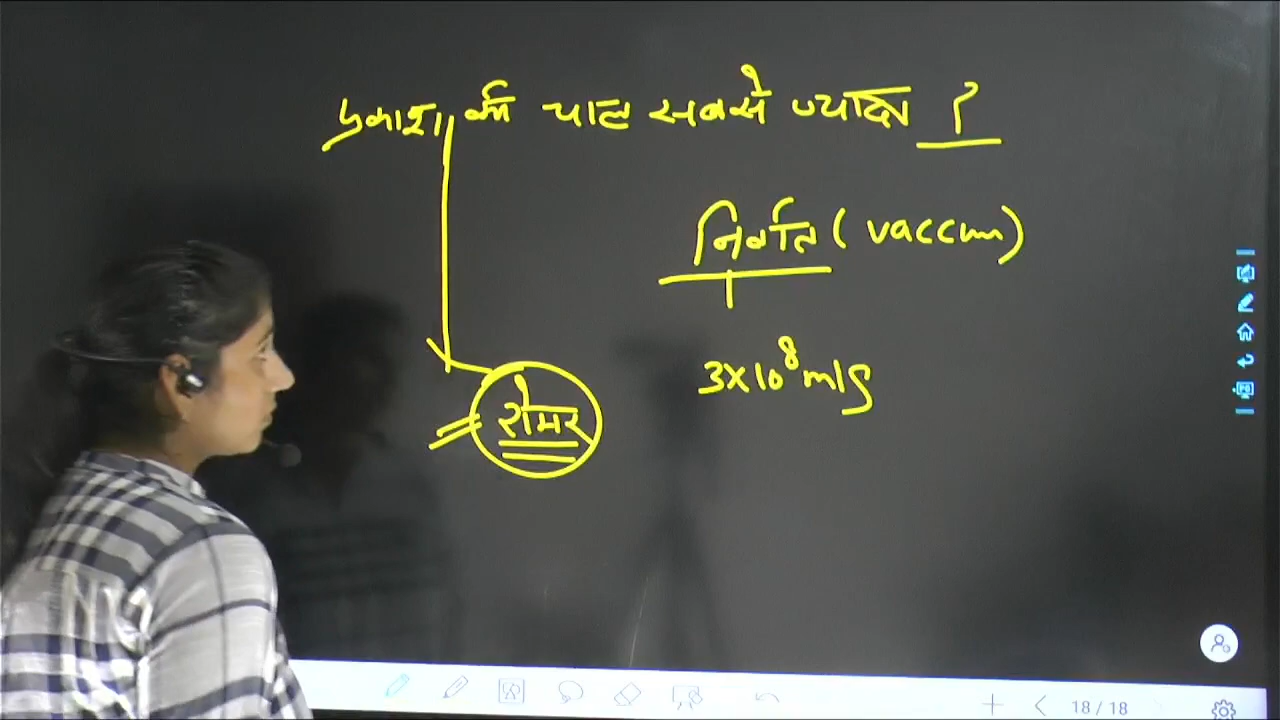 प्रकाश की चाल सबसे ज्यादा ?
निर्वात (vaccum)
3x10⁸ m/s
रोमर
18 / 18